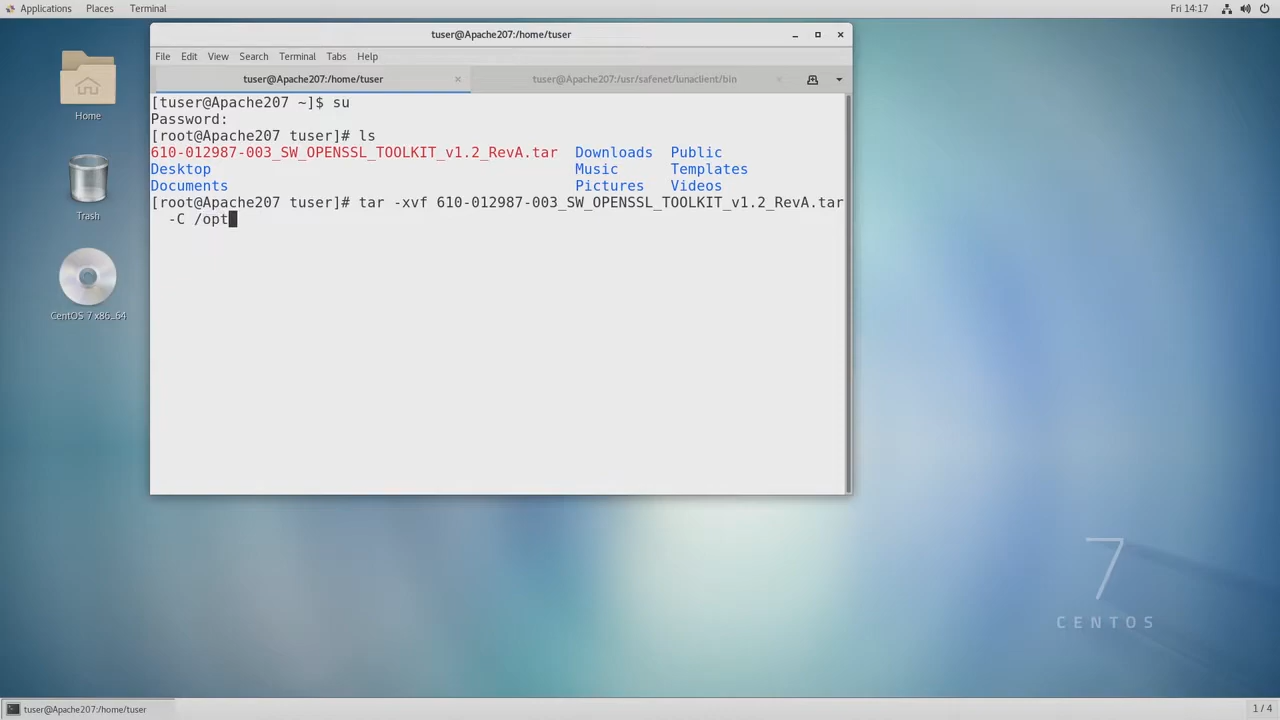 Applications Places Terminal Fri 14:17
tuser@Apache207:/home/tuser
File Edit View Search Terminal Tabs Help
tuser@Apache207:/home/tuser tuser@Apache207:/usr/safenet/lunaclient/bin
[tuser@Apache207 ~]$ su
Password:
[root@Apache207 tuser]# ls
610-012987-003_SW_OPENSSL_TOOLKIT_v1.2_RevA.tar Downloads Public
Desktop Music Templates
Documents Pictures Videos
[root@Apache207 tuser]# tar -xvf 610-012987-003_SW_OPENSSL_TOOLKIT_v1.2_RevA.tar
-C /opt
Home
Trash
CentOS 7 x86_64
7
CENTOS
tuser@Apache207:/home/tuser 1 / 4